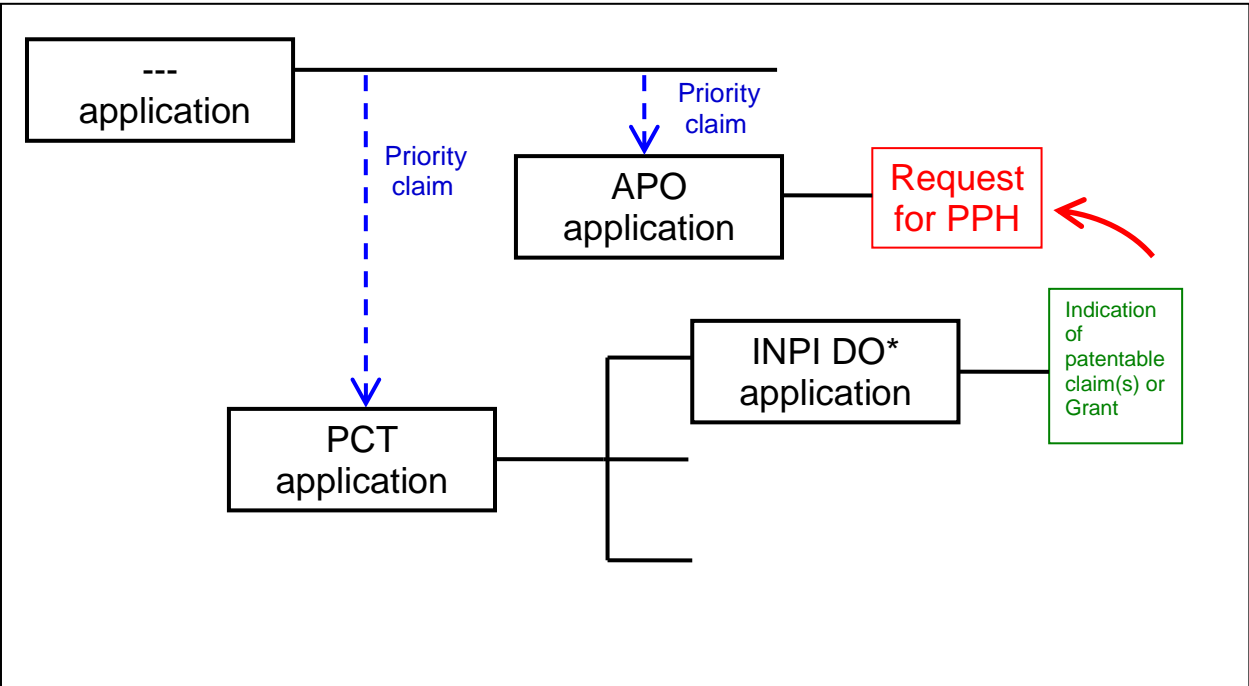 ---
application
Priority
claim
Priority
claim
APO
application
Request
for PPH
INPI DO*
application
Indication
of
patentable
claim(s) or
Grant
PCT
application